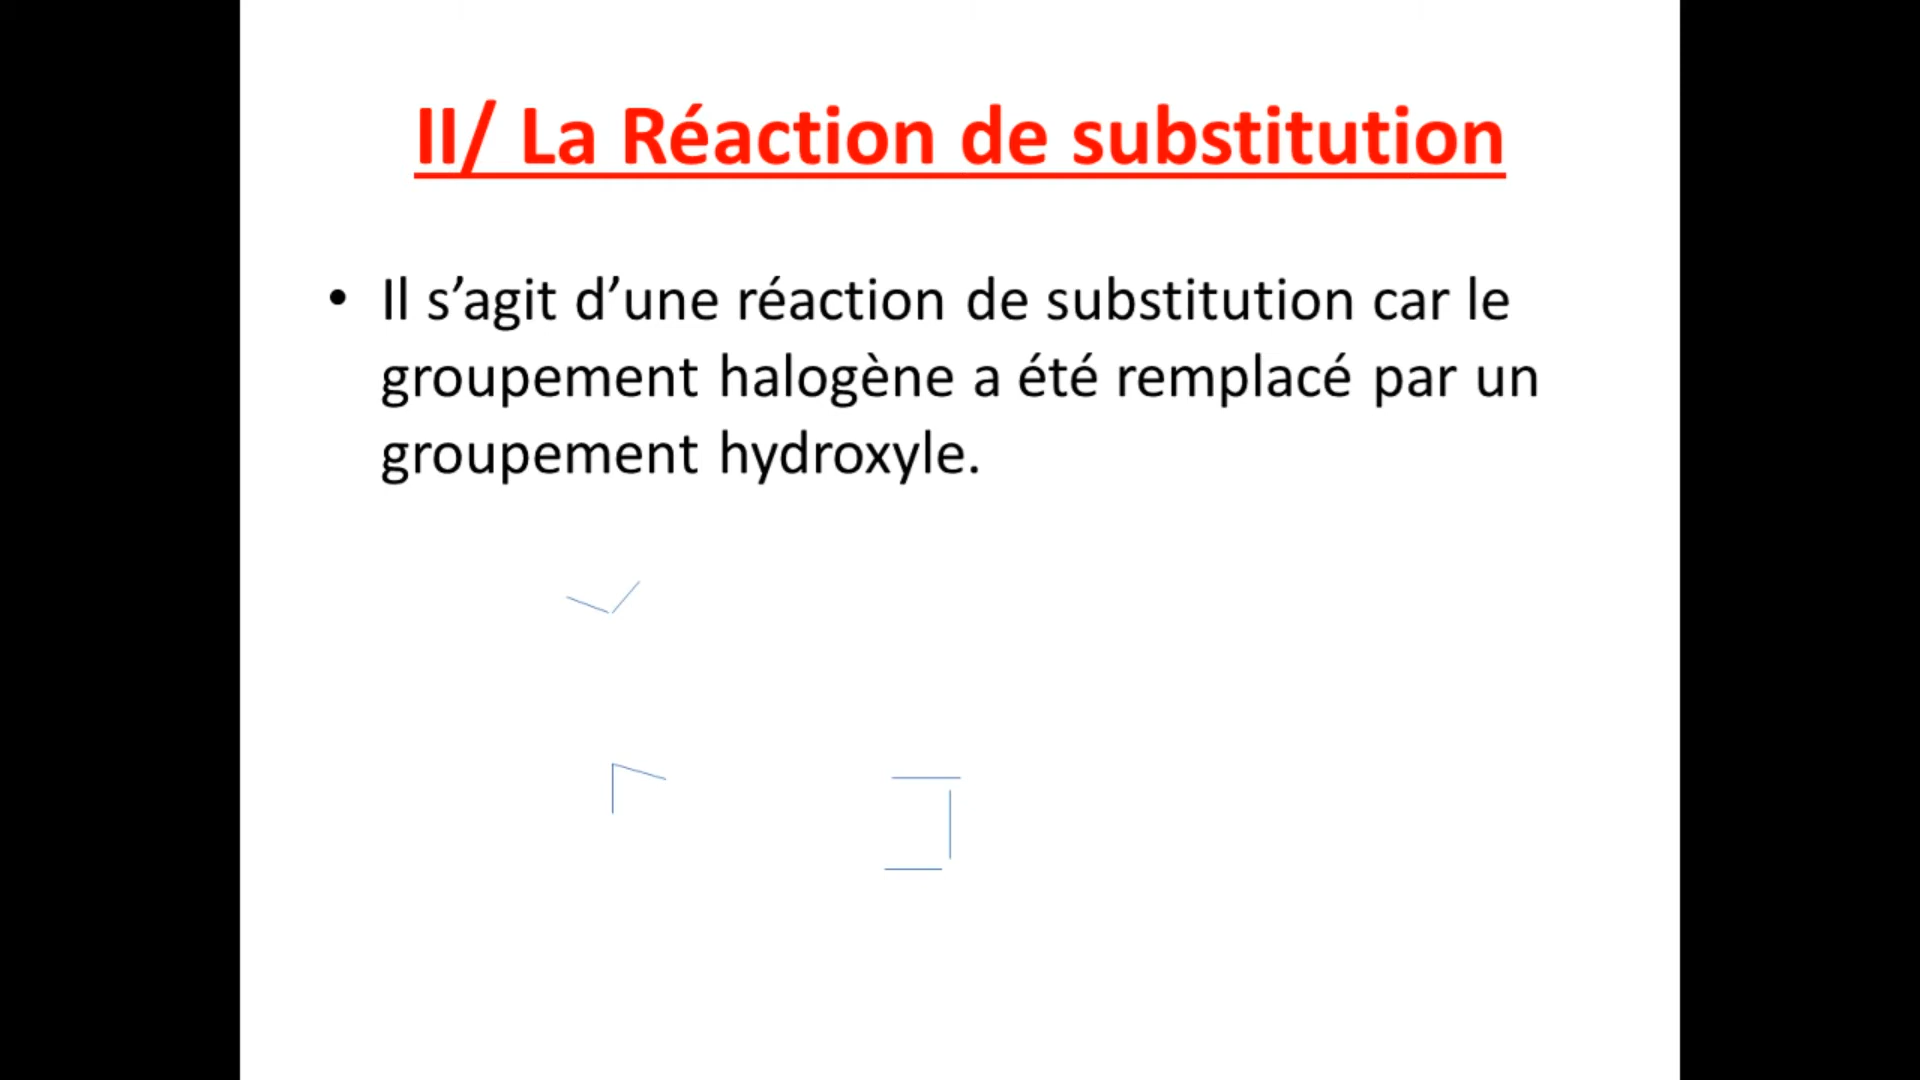 II/ La Réaction de substitution
• Il s’agit d’une réaction de substitution car le
groupement halogène a été remplacé par un
groupement hydroxyle.